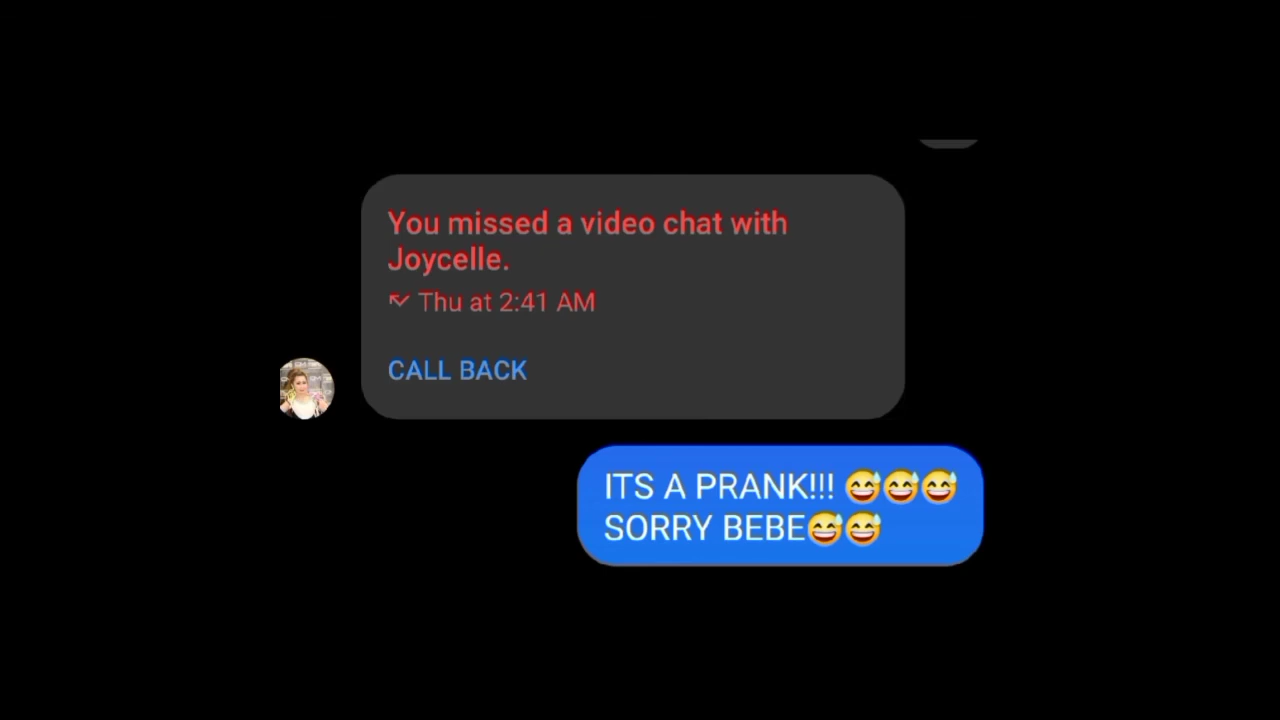 You missed a video chat with
Joycelle.
Thu at 2:41 AM
CALL BACK
ITS A PRANK!!! 😅😅😅
SORRY BEBE😅😅